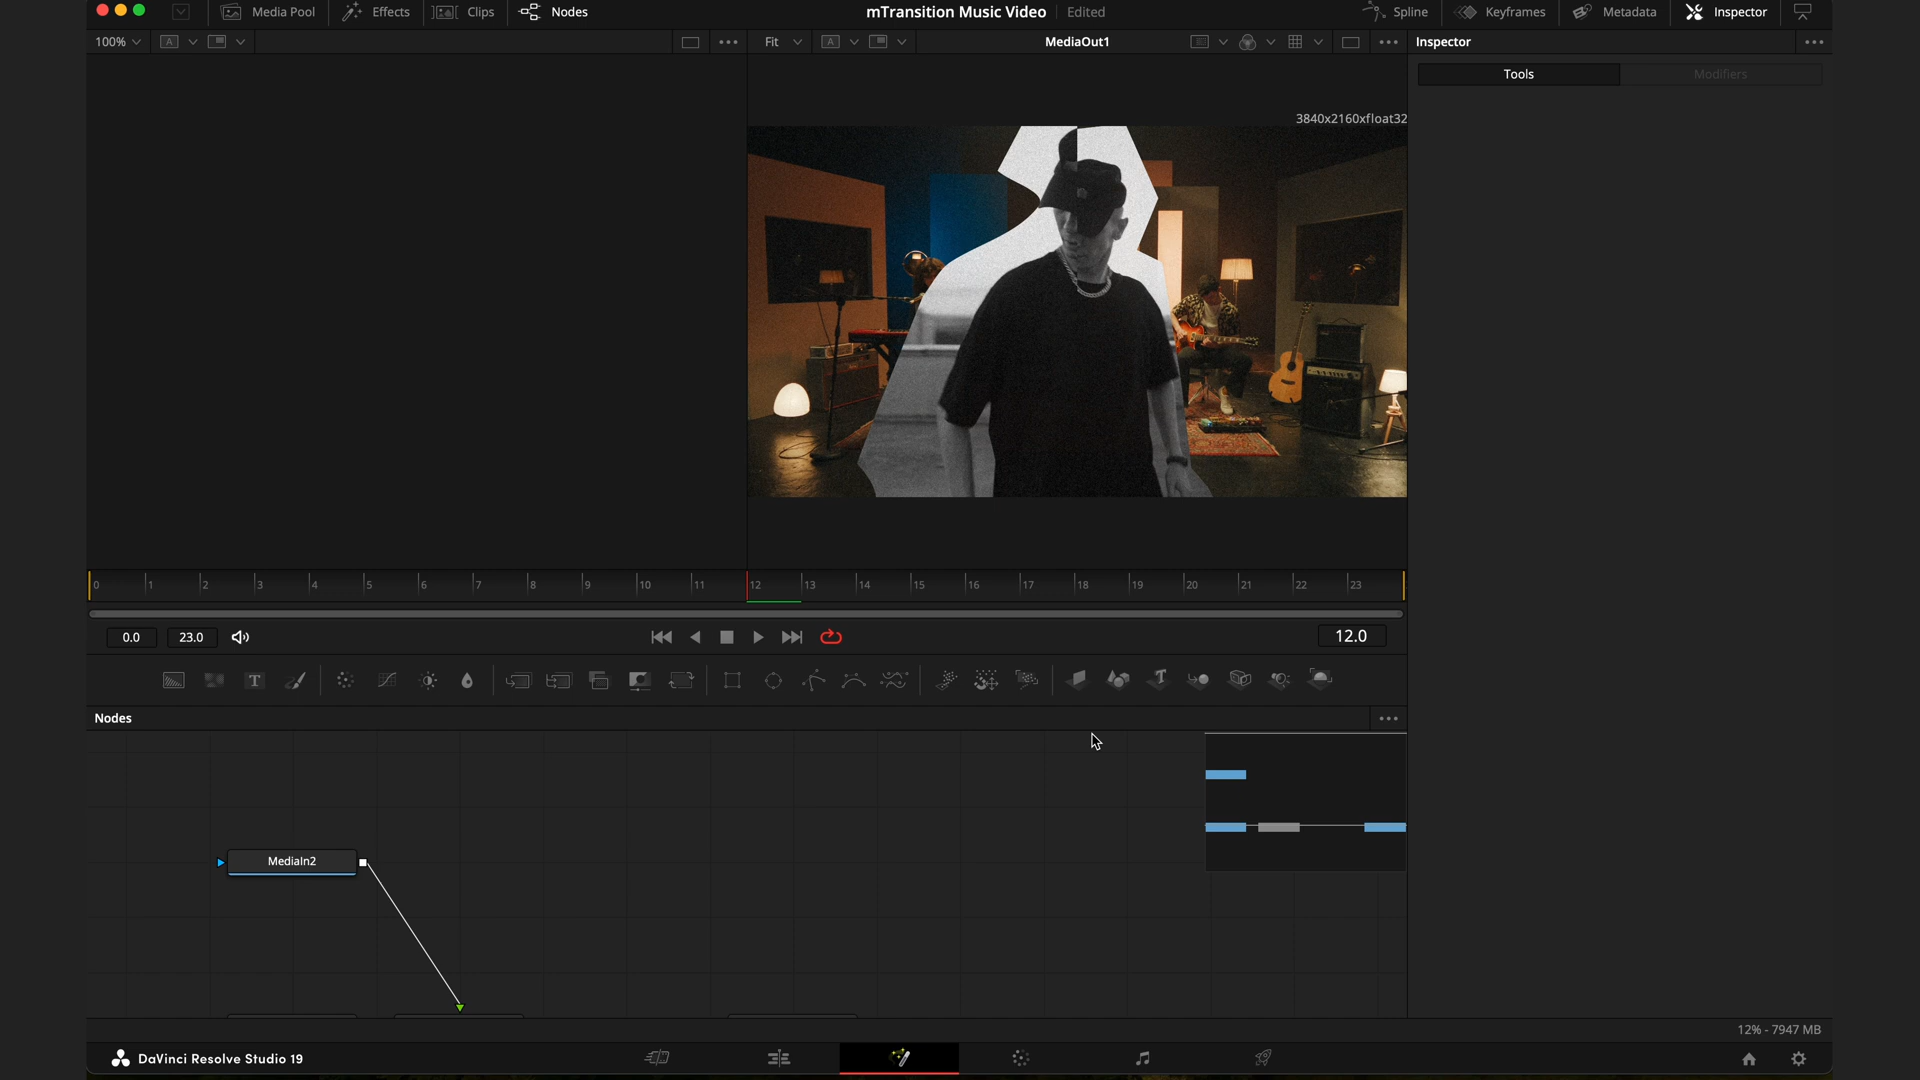 Media Pool Effects Clips Nodes mTransition Music Video Edited Spline Keyframes Metadata Inspector
100% A Fit A MediaOut1 Inspector
Tools Modifiers
3840x2160xfloat32
0 1 2 3 4 5 6 7 8 9 10 11 12 13 14 15 16 17 18 19 20 21 22 23
0.0 23.0 12.0
T T
Nodes
MediaIn2
12% - 7947 MB
DaVinci Resolve Studio 19